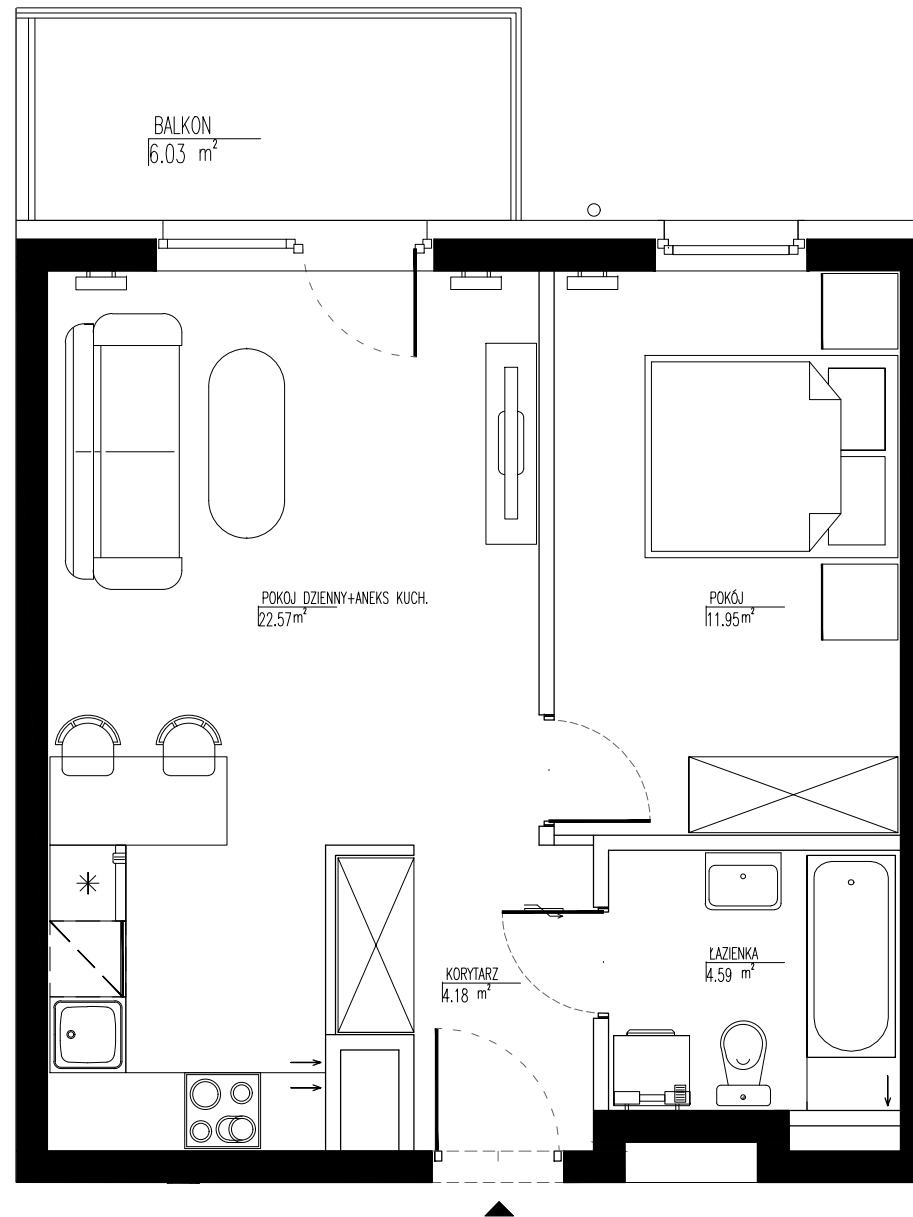 BALKON
6.03 m²
POKÓJ DZIENNY+ANEKS KUCH.
22.57m²
POKÓJ
11.95m²
ŁAZIENKA
4.59 m²
KORYTARZ
4.18 m²